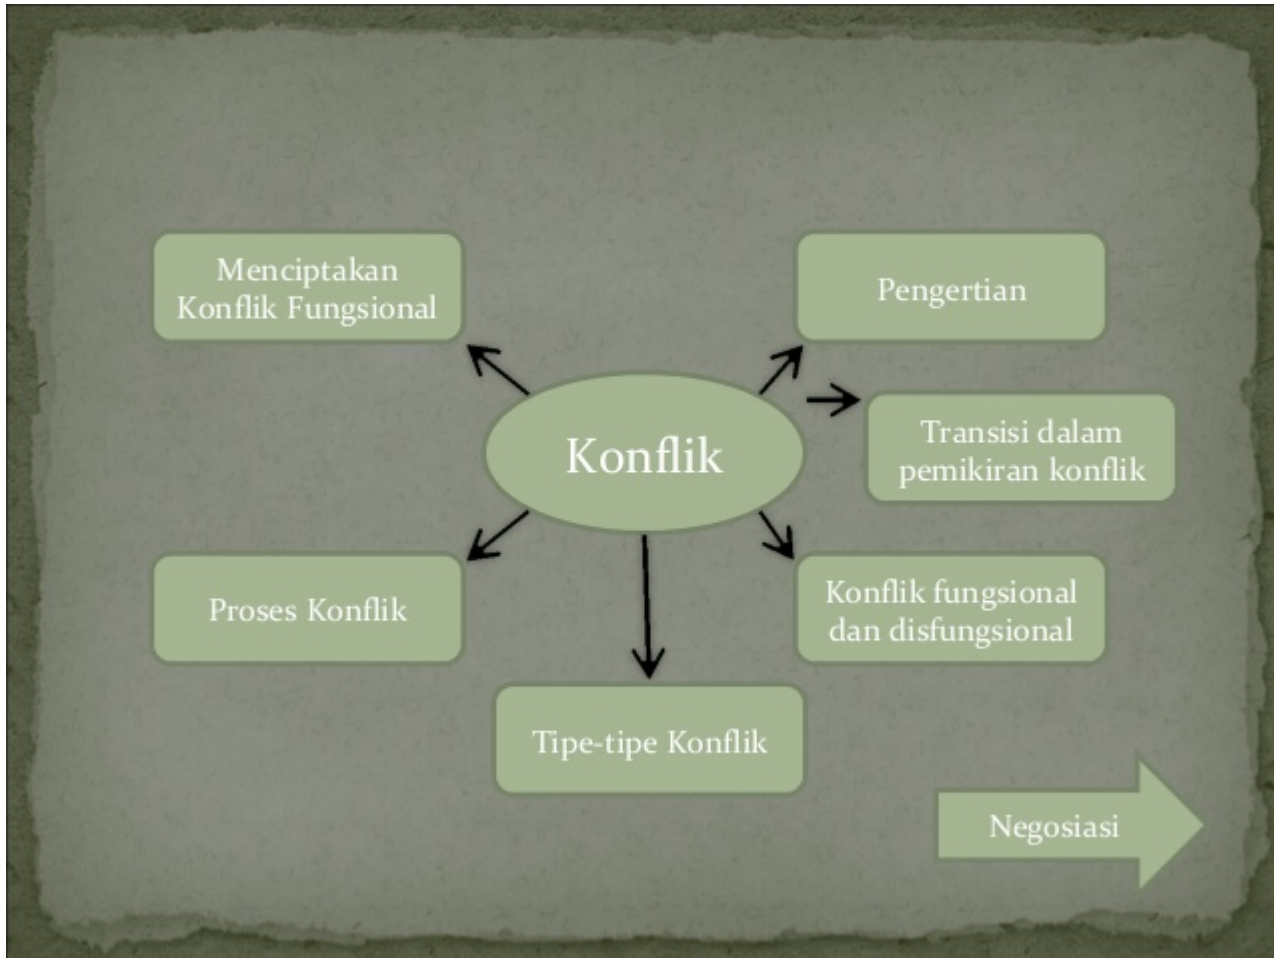 Menciptakan
Konflik Fungsional
Pengertian
Konflik
Transisi dalam
pemikiran konflik
Proses Konflik
Konflik fungsional
dan disfungsional
Tipe-tipe Konflik
Negosiasi